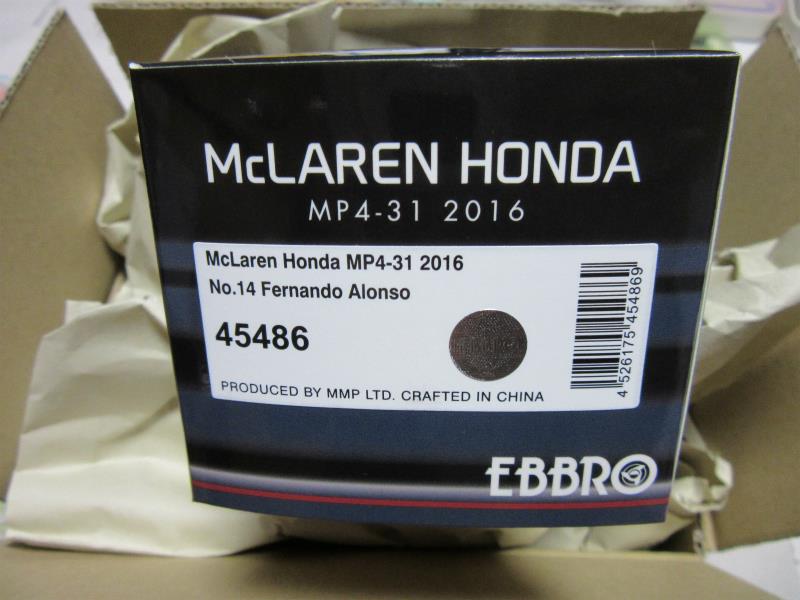 McLAREN HONDA
MP4-31 2016
McLaren Honda MP4-31 2016
No.14 Fernando Alonso
45486
4 526175 454869
PRODUCED BY MMP LTD. CRAFTED IN CHINA
EBBRO